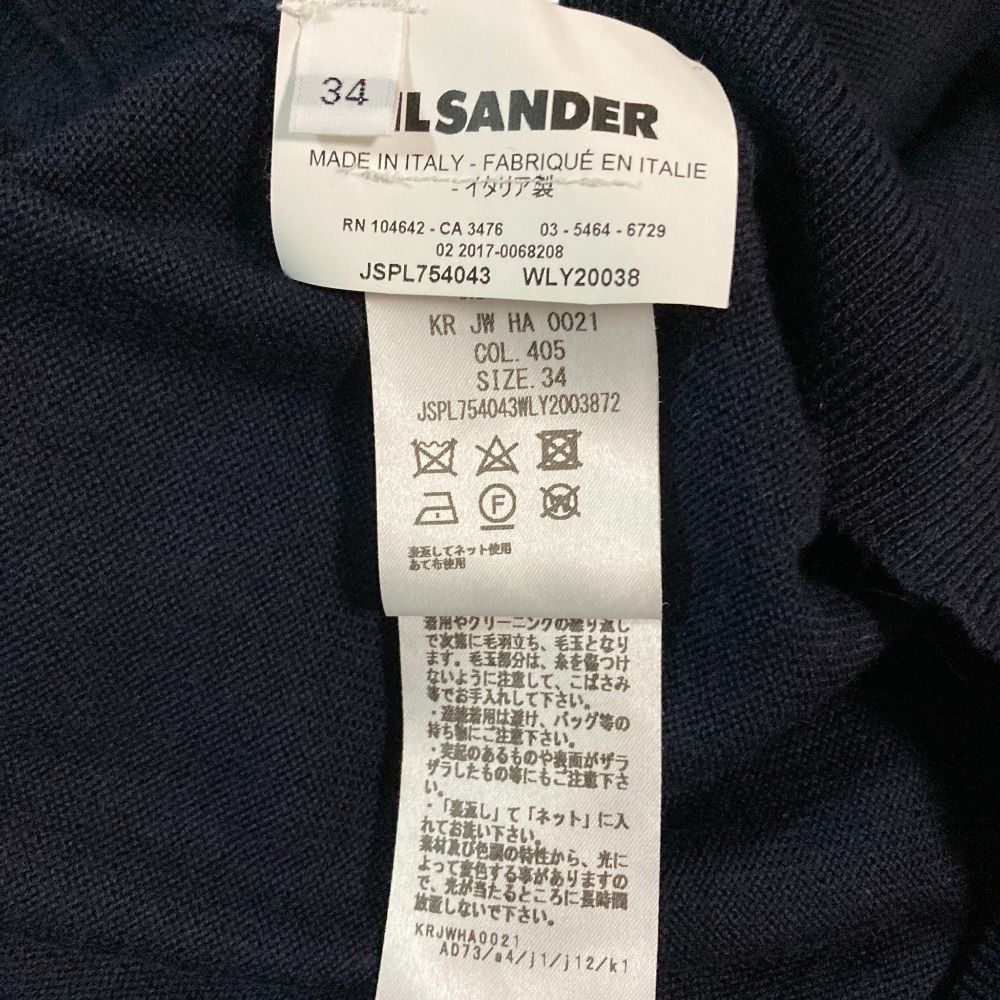 34
IL SANDER
MADE IN ITALY - FABRIQUÉ EN ITALIE
- イタリア製
RN 104642 - CA 3476 03 - 5464 - 6729
02 2017-0068208
JSPL754043 WLY20038
KR JW HA 0021
COL. 405
SIZE. 34
JSPL754043WLY2003872
F
W
裏返してネット使用
あて布使用
着用やクリーニングの繰り返し
で次第に毛羽立ち、毛玉となり
ます。毛玉部分は、糸を傷つけ
ないように注意して、こばさみ
等でお手入れして下さい。
・連続着用は避け、バッグ等の
持ち物にご注意下さい。
・突起のあるものや表面がザラ
ザラしたもの等にもご注意下さ
い。
・「裏返し」て「ネット」に入
れてお洗い下さい。
素材及び色調の特性から、光に
よって変色する事がありますの
で、光が当たるところに長時間
放置しないで下さい。
KRJWHA0021
AD73/a4/j1/j12/k1